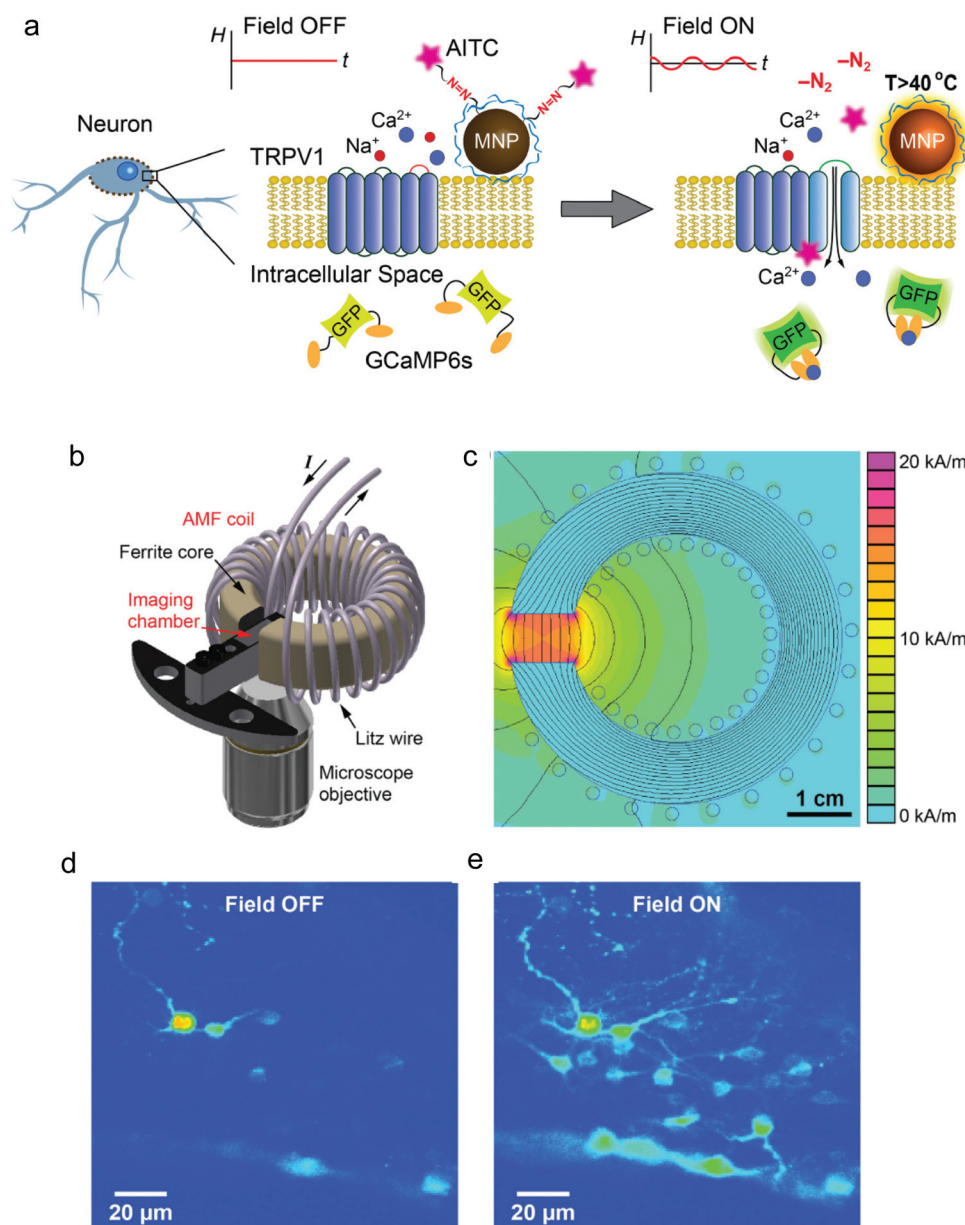 a
Field OFF
H
t
AITC
N=N
N=N
Neuron
Ca²⁺
Na⁺
MNP
TRPV1
Intracellular Space
GFP
GFP
GCaMP6s
Field ON
H
t
–N₂
–N₂
T>40 °C
Ca²⁺
Na⁺
MNP
Ca²⁺
GFP
GFP
b
I
AMF coil
Ferrite core
Imaging
chamber
Litz wire
Microscope
objective
c
20 kA/m
10 kA/m
0 kA/m
1 cm
d
Field OFF
20 µm
e
Field ON
20 µm